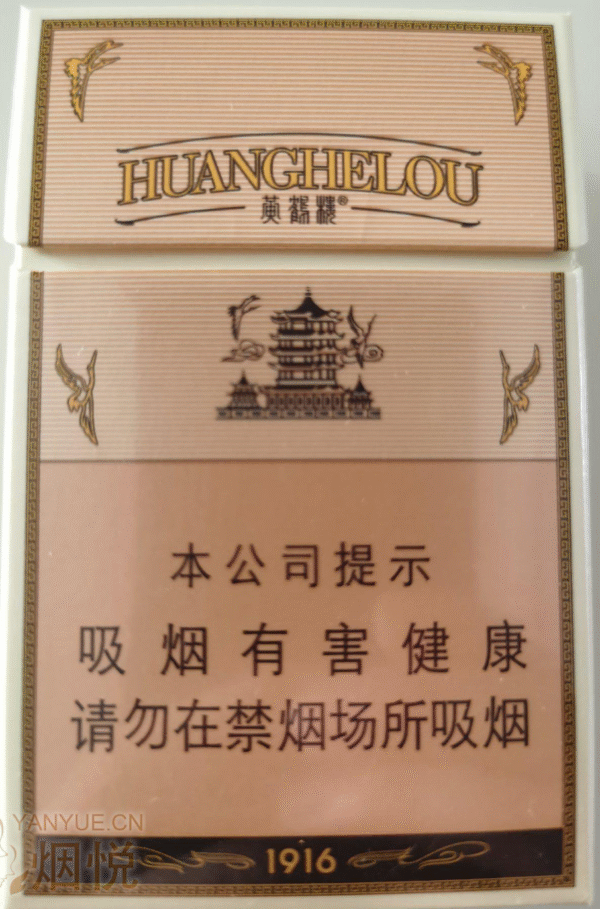 HUANGHELOU
黄鹤楼®
本公司提示
吸烟有害健康
请勿在禁烟场所吸烟
1916
YANYUE.CN
烟悦